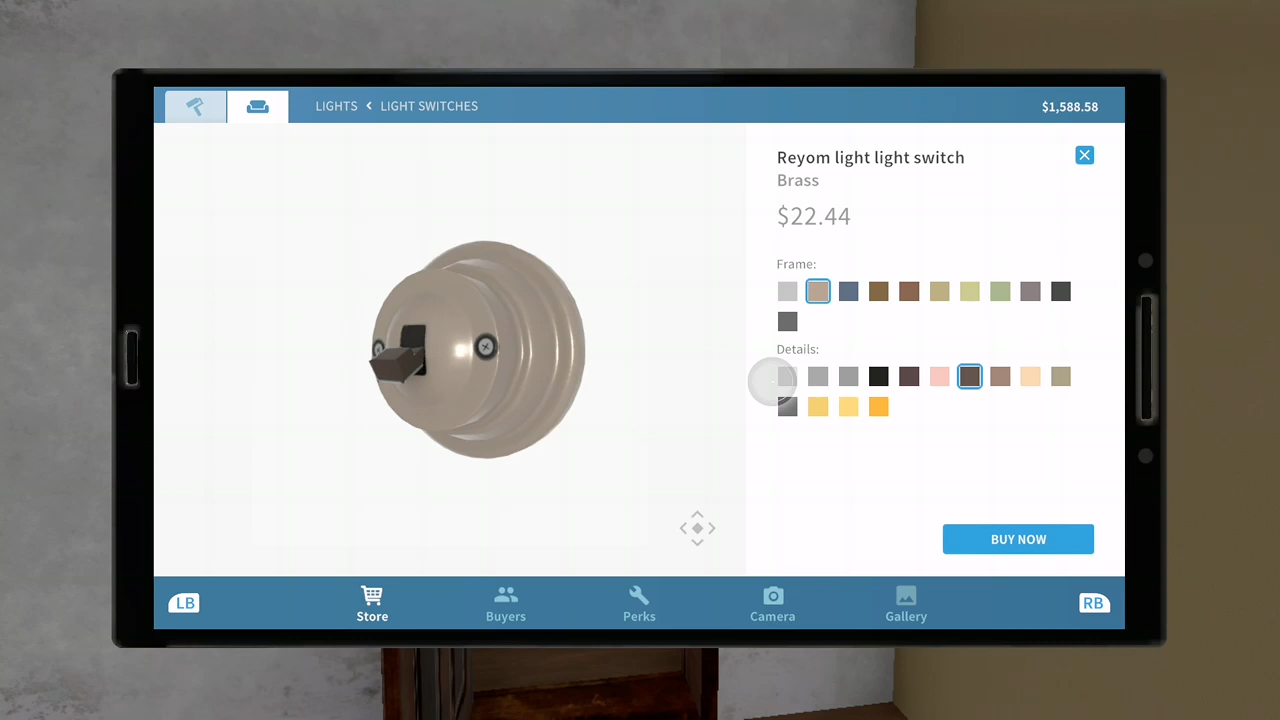 LIGHTS < LIGHT SWITCHES
$1,588.58
Reyom light light switch
Brass
$22.44
Frame:
Details:
BUY NOW
LB
Store
Buyers
Perks
Camera
Gallery
RB